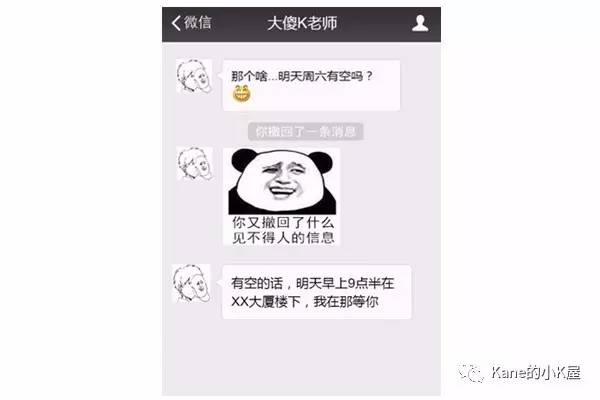 微信
大傻K老师
那个啥...明天周六有空吗？
你撤回了一条消息
你又撤回了什么
见不得人的信息
有空的话，明天早上9点半在
XX大厦楼下，我在那等你
Kane的小K屋